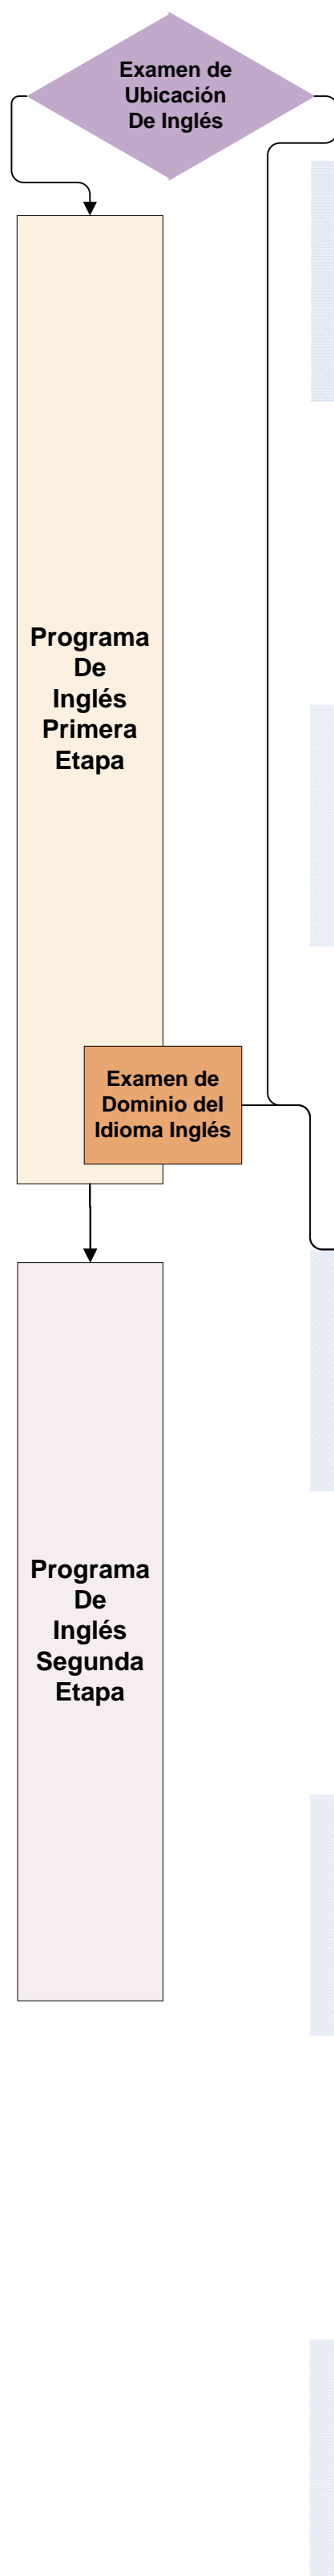 Examen de
Ubicación
De Inglés
Programa
De
Inglés
Primera
Etapa
Examen de
Dominio del
Idioma Inglés
Programa
De
Inglés
Segunda
Etapa